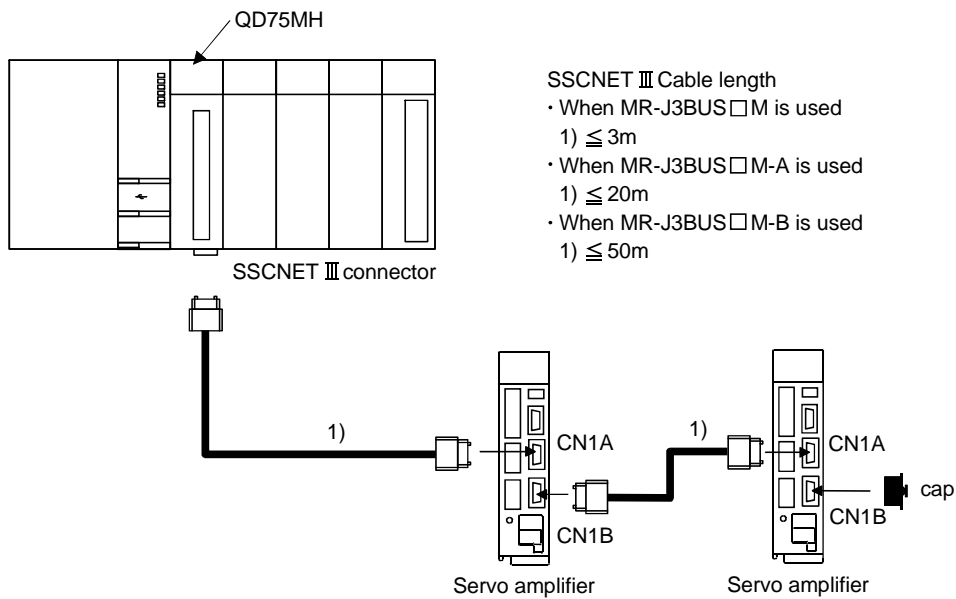 QD75MH
SSCNET Ⅲ Cable length
・When MR-J3BUS□M is used
1) ≦ 3m
・When MR-J3BUS□M-A is used
1) ≦ 20m
・When MR-J3BUS□M-B is used
1) ≦ 50m
SSCNET Ⅲ connector
1)
CN1A
1)
CN1A
CN1B
cap
CN1B
Servo amplifier
Servo amplifier